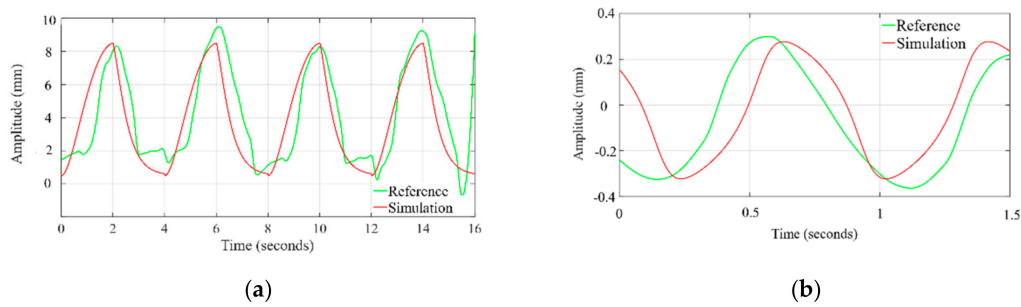 10
8
6
4
2
0
Amplitude (mm)
Reference
Simulation
0 2 4 6 8 10 12 14 16
Time (seconds)
(a)
0.4
0.2
0
-0.2
-0.4
Amplitude (mm)
Reference
Simulation
0 0.5 1 1.5
Time (seconds)
(b)